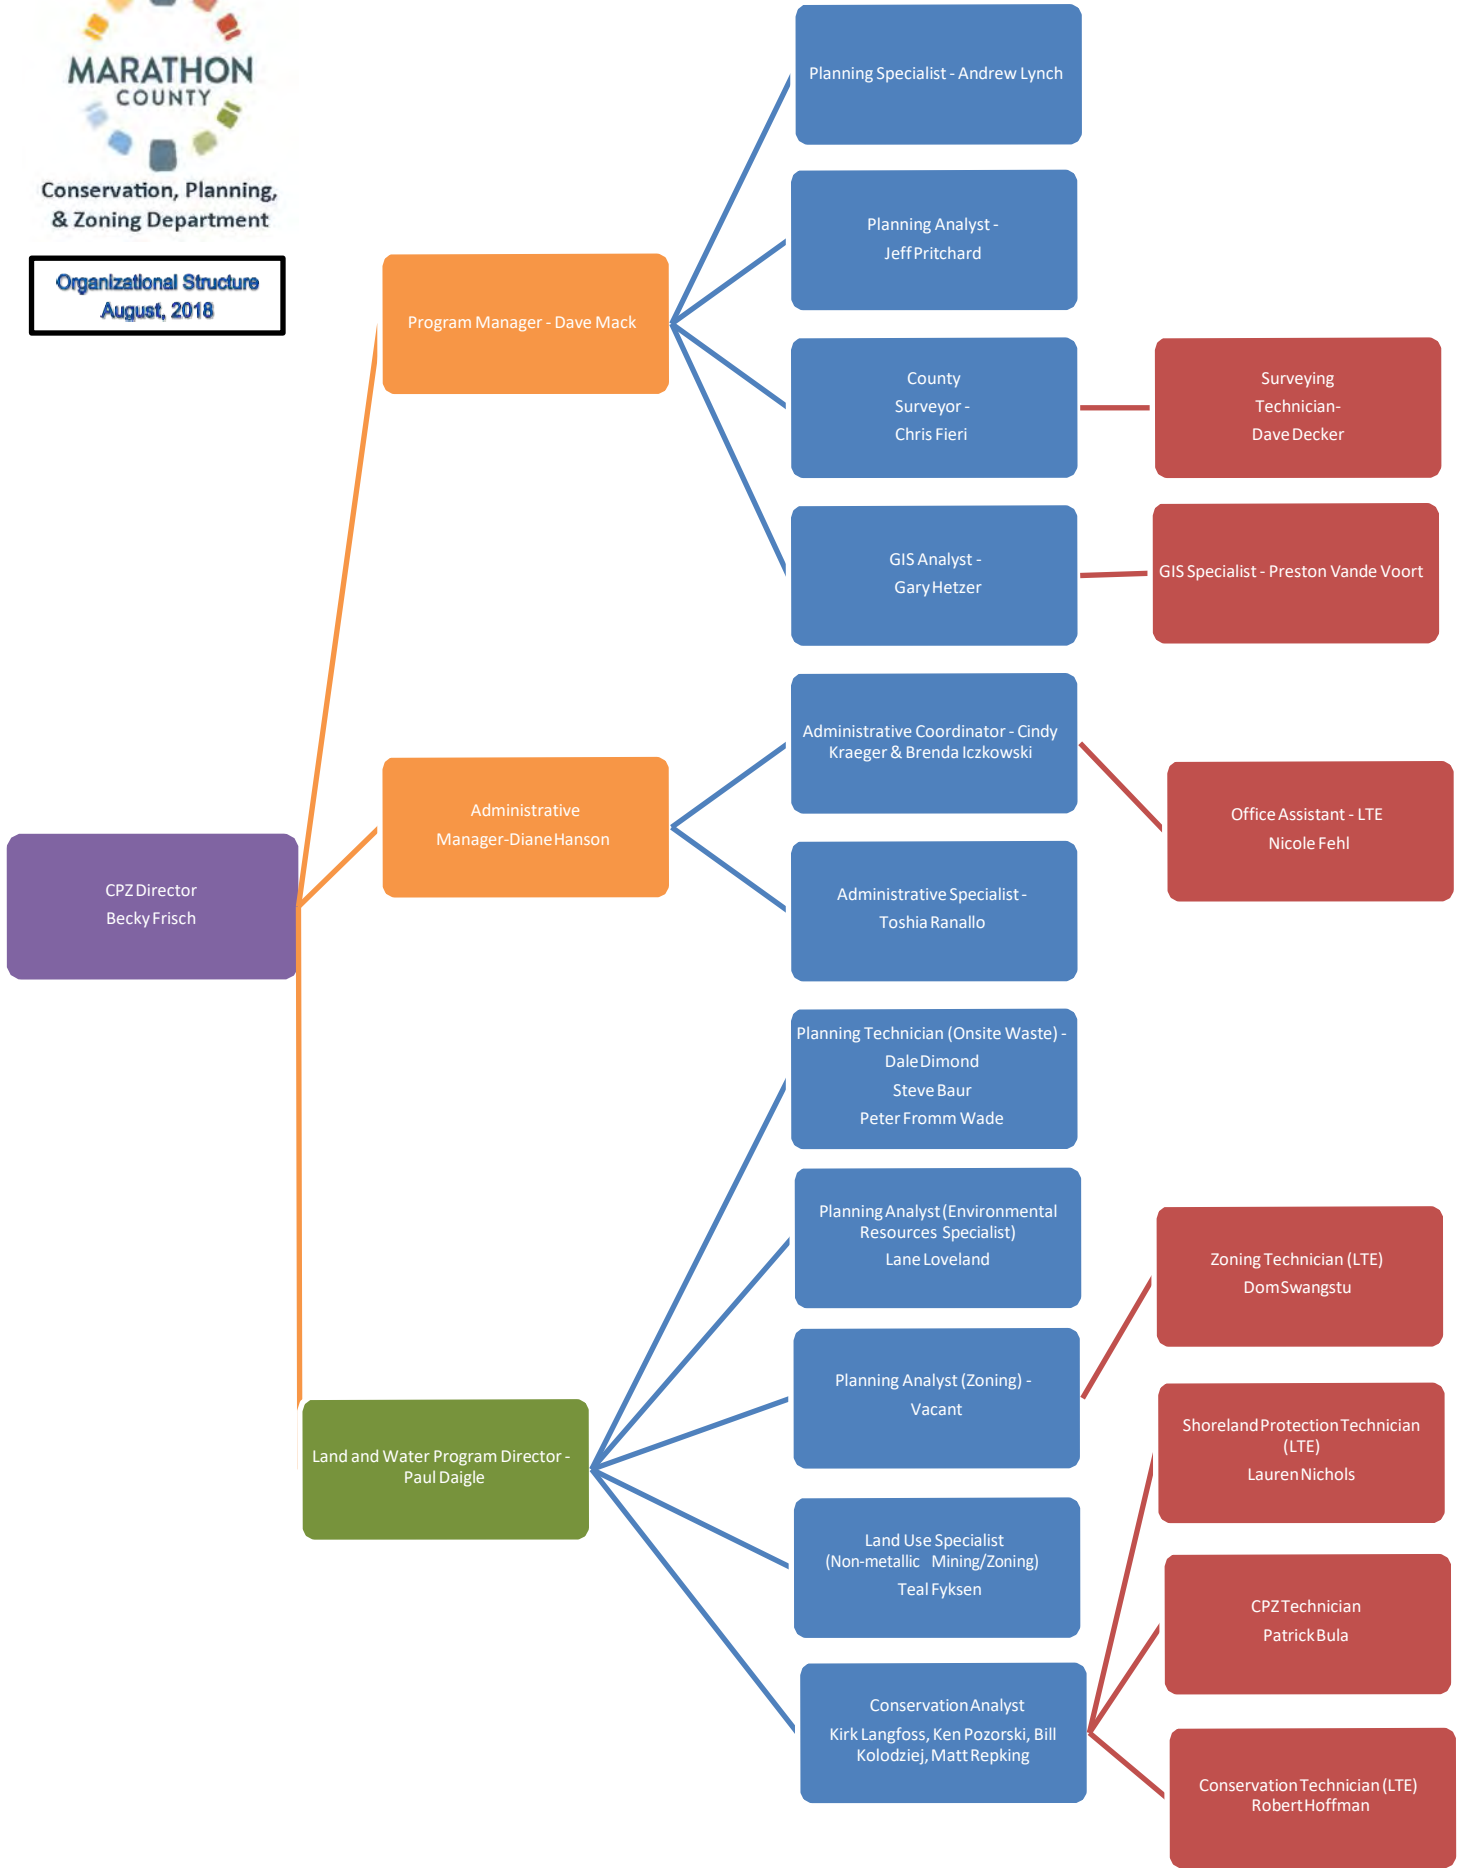 MARATHON
COUNTY
Conservation, Planning,
& Zoning Department
Organizational Structure
August, 2018
CPZ Director
Becky Frisch
Program Manager - Dave Mack
Planning Specialist - Andrew Lynch
Planning Analyst -
Jeff Pritchard
County
Surveyor -
Chris Fieri
Surveying
Technician-
Dave Decker
GIS Analyst -
Gary Hetzer
GIS Specialist - Preston Vande Voort
Administrative
Manager-Diane Hanson
Administrative Coordinator - Cindy
Kraeger & Brenda Iczkowski
Office Assistant - LTE
Nicole Fehl
Administrative Specialist -
Toshia Ranallo
Land and Water Program Director -
Paul Daigle
Planning Technician (Onsite Waste) -
Dale Dimond
Steve Baur
Peter Fromm Wade
Planning Analyst (Environmental
Resources Specialist)
Lane Loveland
Planning Analyst (Zoning) -
Vacant
Zoning Technician (LTE)
Dom Swangstu
Land Use Specialist
(Non-metallic Mining/Zoning)
Teal Fyksen
Conservation Analyst
Kirk Langfoss, Ken Pozorski, Bill
Kolodziej, Matt Repking
Shoreland Protection Technician
(LTE)
Lauren Nichols
CPZ Technician
Patrick Bula
Conservation Technician (LTE)
Robert Hoffman